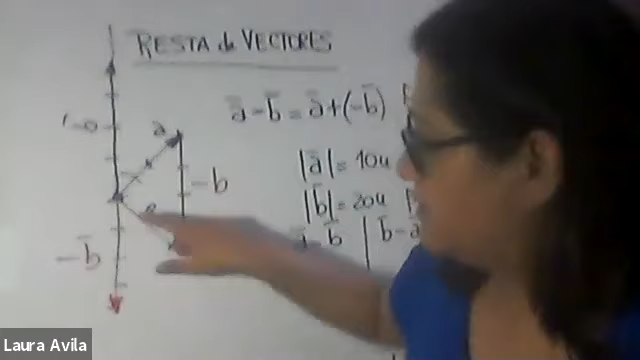 RESTA de VECTORES
a̅ - b̅ = a̅ + (-b̅)
a
|a̅| = 10u
-b
|b̅| = 20u
b̅ | b̅ - a
-b̅
Laura Avila